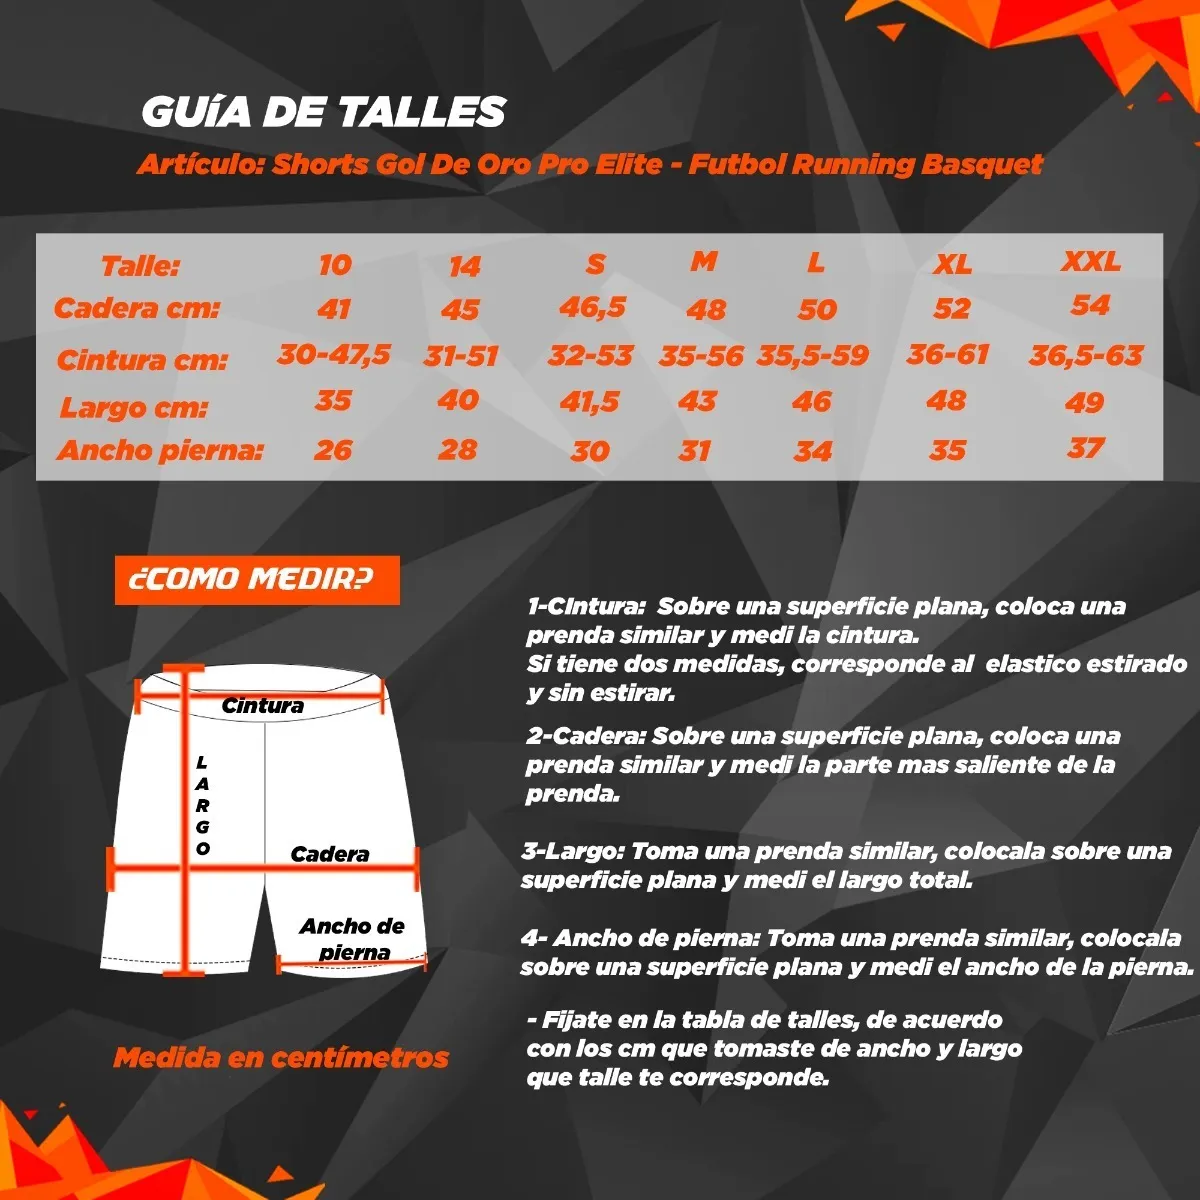 GUÍA DE TALLES
Artículo: Shorts Gol De Oro Pro Elite - Futbol Running Basquet
Talle: 10 14 S M L XL XXL
Cadera cm: 41 45 46,5 48 50 52 54
Cintura cm: 30-47,5 31-51 32-53 35-56 35,5-59 36-61 36,5-63
Largo cm: 35 40 41,5 43 46 48 49
Ancho pierna: 26 28 30 31 34 35 37
¿COMO MEDIR?
Cintura
LARGO
Cadera
Ancho de
pierna
Medida en centímetros
1-CIntura: Sobre una superficie plana, coloca una
prenda similar y medi la cintura.
Si tiene dos medidas, corresponde al elastico estirado
y sin estirar.
2-Cadera: Sobre una superficie plana, coloca una
prenda similar y medi la parte mas saliente de la
prenda.
3-Largo: Toma una prenda similar, colocala sobre una
superficie plana y medi el largo total.
4- Ancho de pierna: Toma una prenda similar, colocala
sobre una superficie plana y medi el ancho de la pierna.
- Fijate en la tabla de talles, de acuerdo
con los cm que tomaste de ancho y largo
que talle te corresponde.